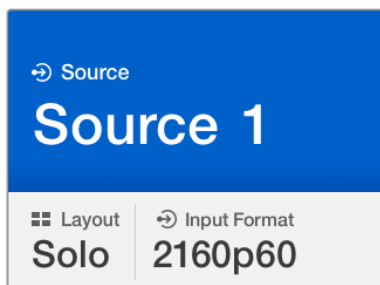 Source
Source 1
Layout
Input Format
Solo
2160p60